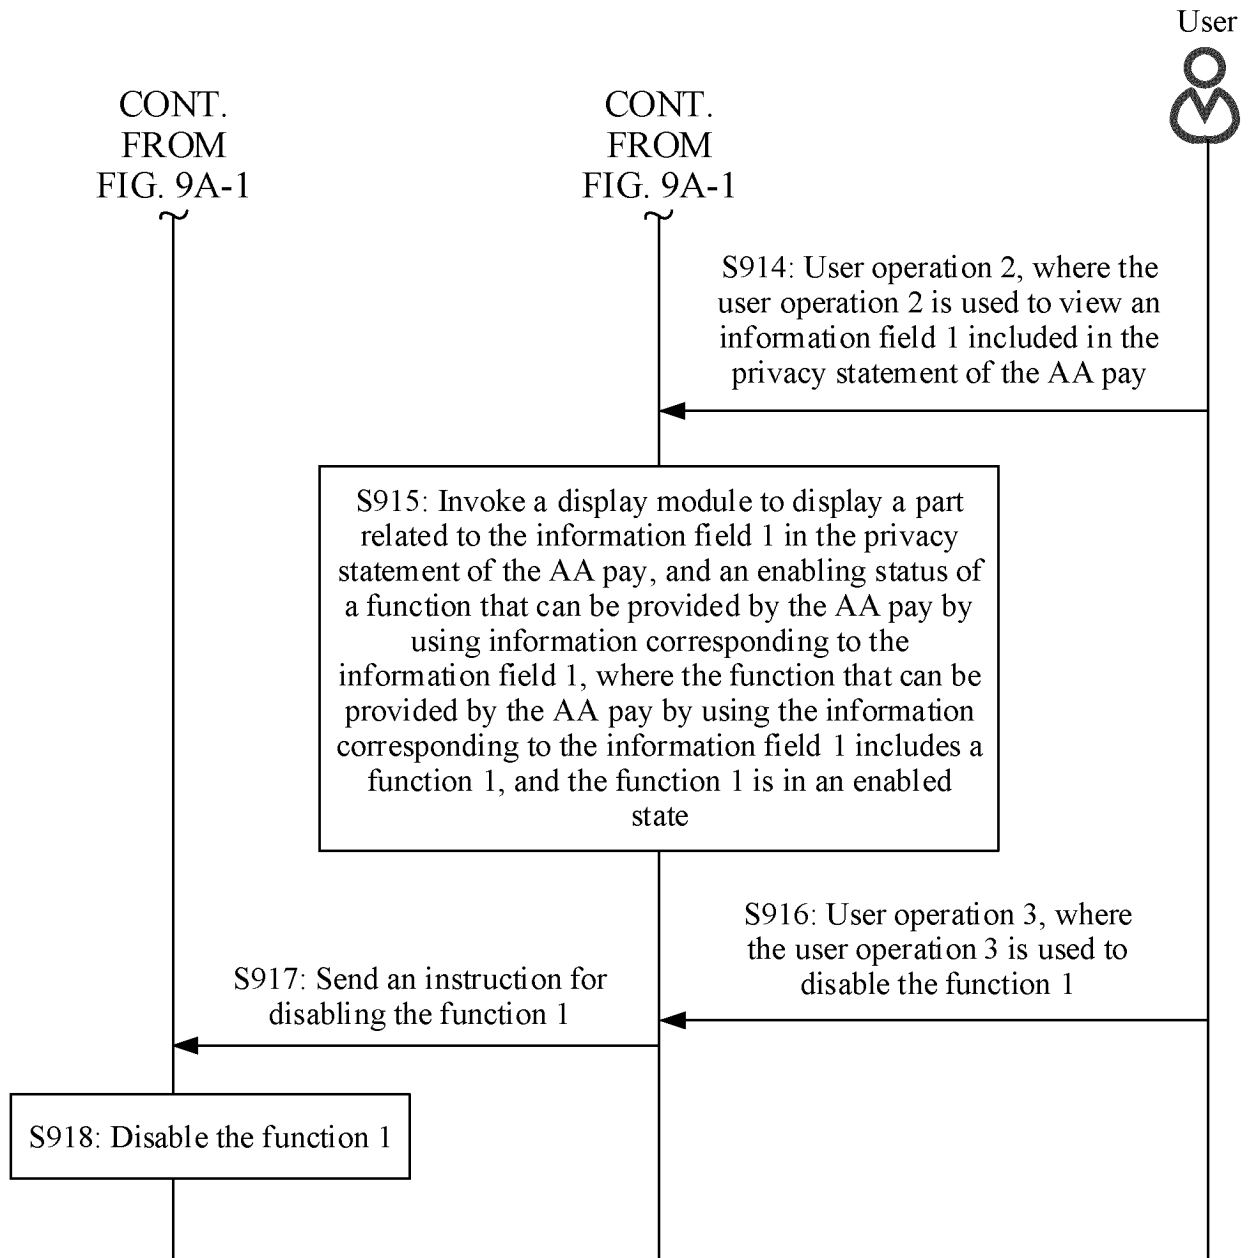 User
CONT.
FROM
FIG. 9A-1
CONT.
FROM
FIG. 9A-1
S914: User operation 2, where the
user operation 2 is used to view an
information field 1 included in the
privacy statement of the AA pay
S915: Invoke a display module to display a part
related to the information field 1 in the privacy
statement of the AA pay, and an enabling status of
a function that can be provided by the AA pay by
using information corresponding to the
information field 1, where the function that can be
provided by the AA pay by using the information
corresponding to the information field 1 includes a
function 1, and the function 1 is in an enabled
state
S916: User operation 3, where
the user operation 3 is used to
disable the function 1
S917: Send an instruction for
disabling the function 1
S918: Disable the function 1